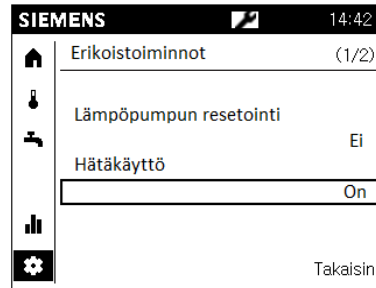 SIEMENS 14:42
Erikoistoiminnot (1/2)
Lämpöpumpun resetointi
Ei
Hätäkäyttö
On
Takaisin